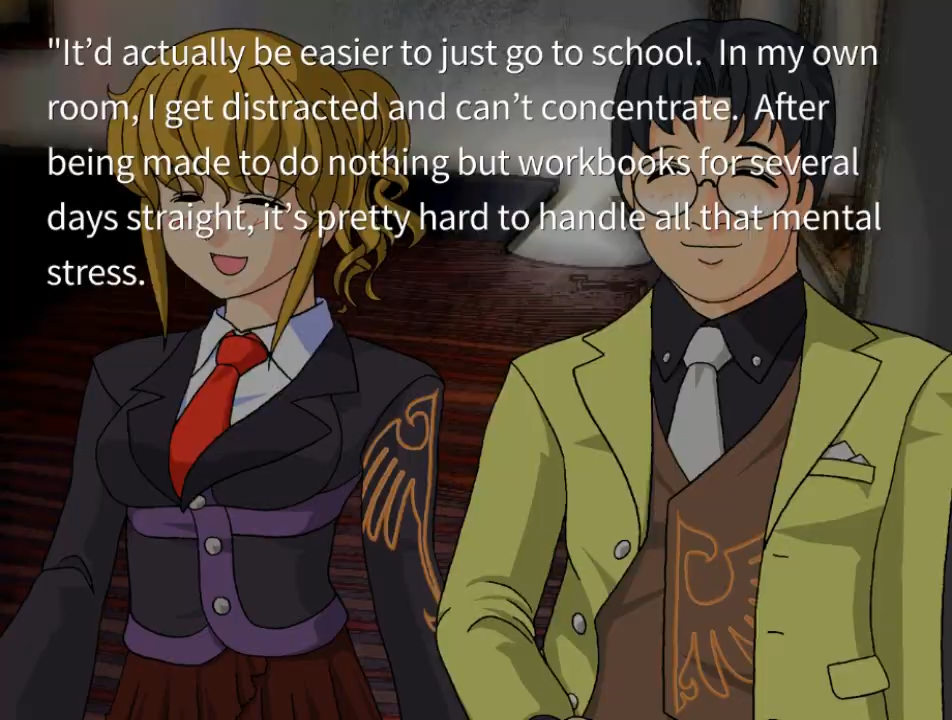 "It’d actually be easier to just go to school.  In my own
room, I get distracted and can’t concentrate.  After
being made to do nothing but workbooks for several
days straight, it’s pretty hard to handle all that mental
stress.